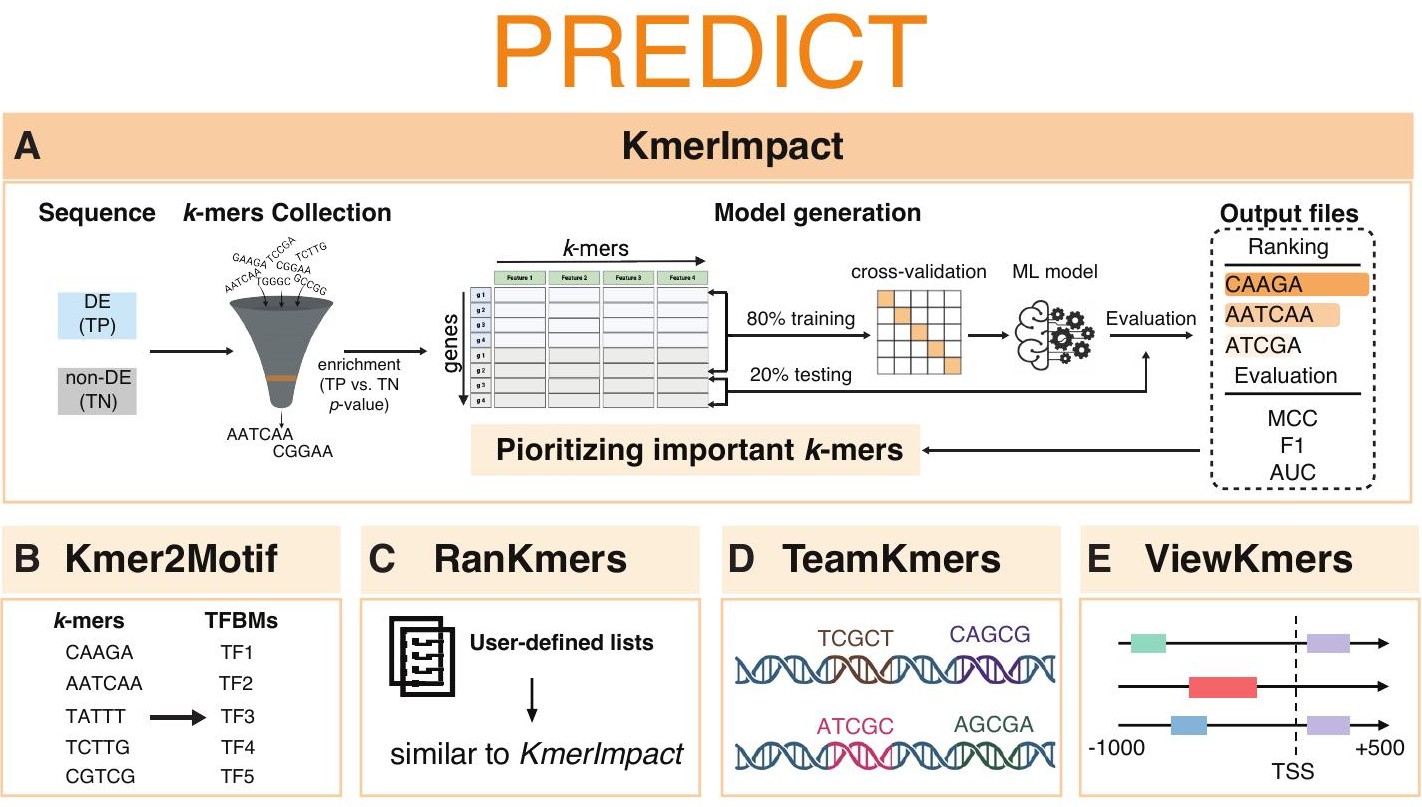 PREDICT
A KmerImpact
Sequence k-mers Collection Model generation Output files
DE
(TP)
non-DE
(TN)
GAAGA
TCCGA
TCTTG
AATCAA
CGGAA
TGGGC
GCCGG
AATCAA
CGGAA
enrichment
(TP vs. TN
p-value)
k-mers
genes
Feature 1 Feature 2 Feature 3 Feature 4
g 1
g 2
g 3
g 4
g 1
g 2
g 3
g 4
80% training
20% testing
cross-validation
ML model
Evaluation
Ranking
CAAGA
AATCAA
ATCGA
Evaluation
MCC
F1
AUC
Pioritizing important k-mers
B Kmer2Motif
k-mers TFBMs
CAAGA TF1
AATCAA TF2
TATTT TF3
TCTTG TF4
CGTCG TF5
C RanKmers
User-defined lists
similar to KmerImpact
D TeamKmers
TCGCT CAGCG
ATCGC AGCGA
E ViewKmers
-1000 +500
TSS